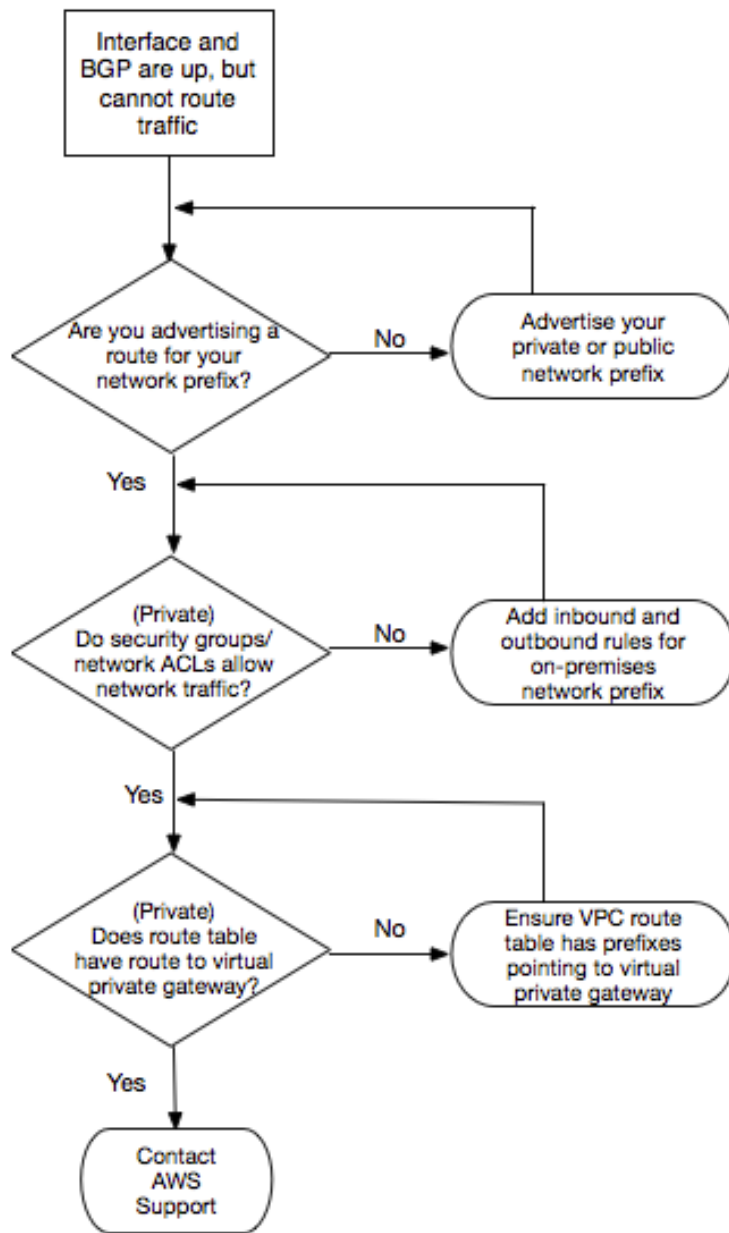 Interface and
BGP are up, but
cannot route
traffic
Are you advertising a
route for your
network prefix?
No
Advertise your
private or public
network prefix
Yes
(Private)
Do security groups/
network ACLs allow
network traffic?
No
Add inbound and
outbound rules for
on-premises
network prefix
Yes
(Private)
Does route table
have route to virtual
private gateway?
No
Ensure VPC route
table has prefixes
pointing to virtual
private gateway
Yes
Contact
AWS
Support